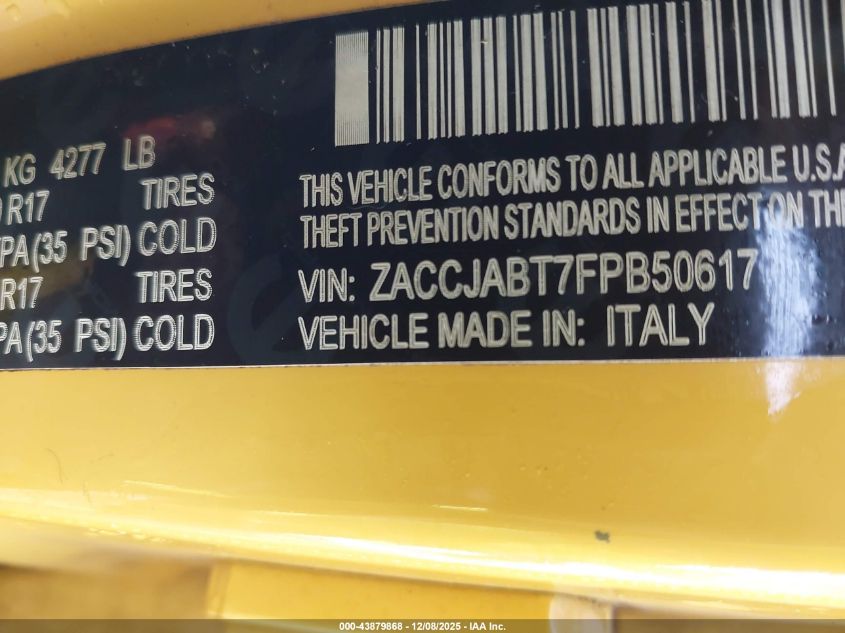 KG 4277 LB
R17 TIRES
PA(35 PSI) COLD
R17 TIRES
PA(35 PSI) COLD
THIS VEHICLE CONFORMS TO ALL APPLICABLE U.S.A
THEFT PREVENTION STANDARDS IN EFFECT ON THE
VIN: ZACCJABT7FPB50617
VEHICLE MADE IN: ITALY
000-43879868 - 12/08/2025 - IAA Inc.